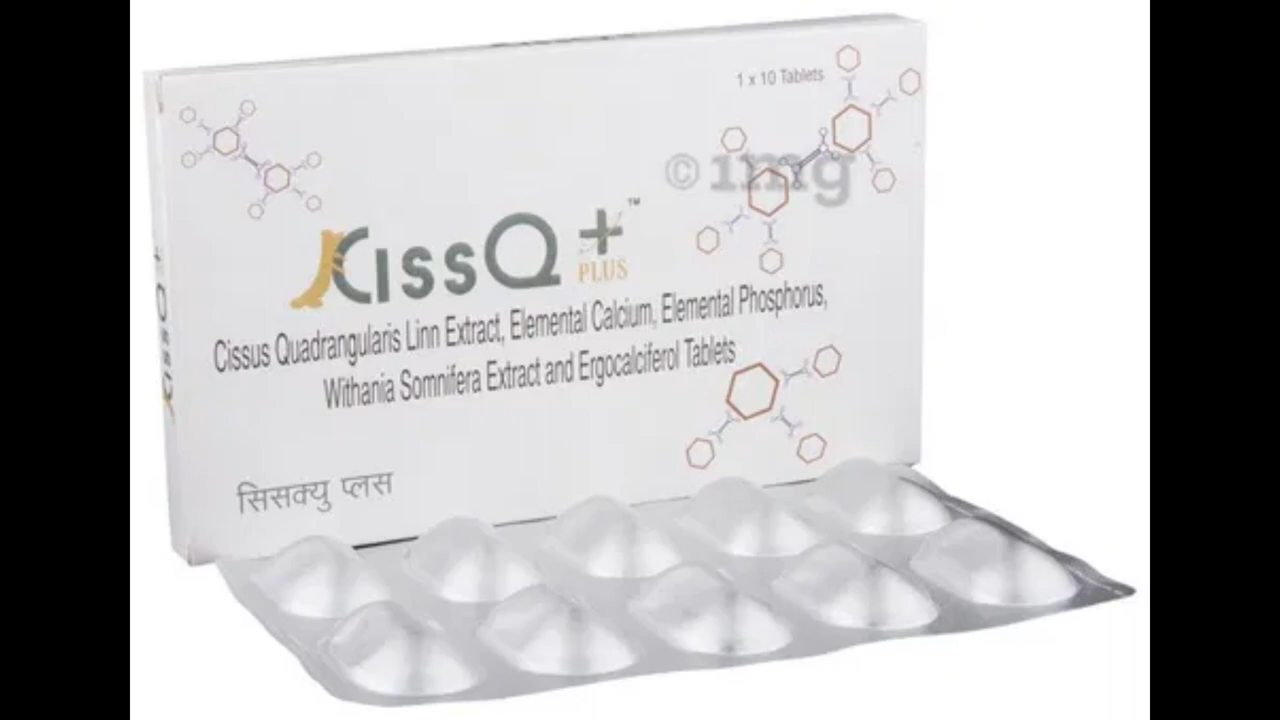 1 x 10 Tablets
© 1mg
CissQ +™
PLUS
Cissus Quadrangularis Linn Extract, Elemental Calcium, Elemental Phosphorus,
Withania Somnifera Extract and Ergocalciferol Tablets
सिसक्यु प्लस
CissQ +